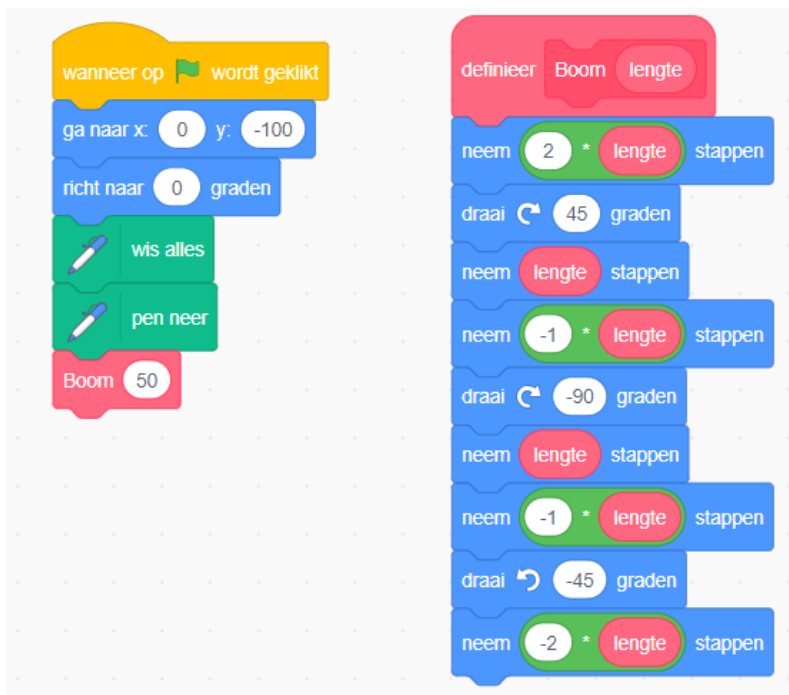 wanneer op wordt geklikt
ga naar x: 0 y: -100
richt naar 0 graden
wis alles
pen neer
Boom 50
definieer Boom lengte
neem 2 * lengte stappen
draai 45 graden
neem lengte stappen
neem -1 * lengte stappen
draai -90 graden
neem lengte stappen
neem -1 * lengte stappen
draai -45 graden
neem -2 * lengte stappen